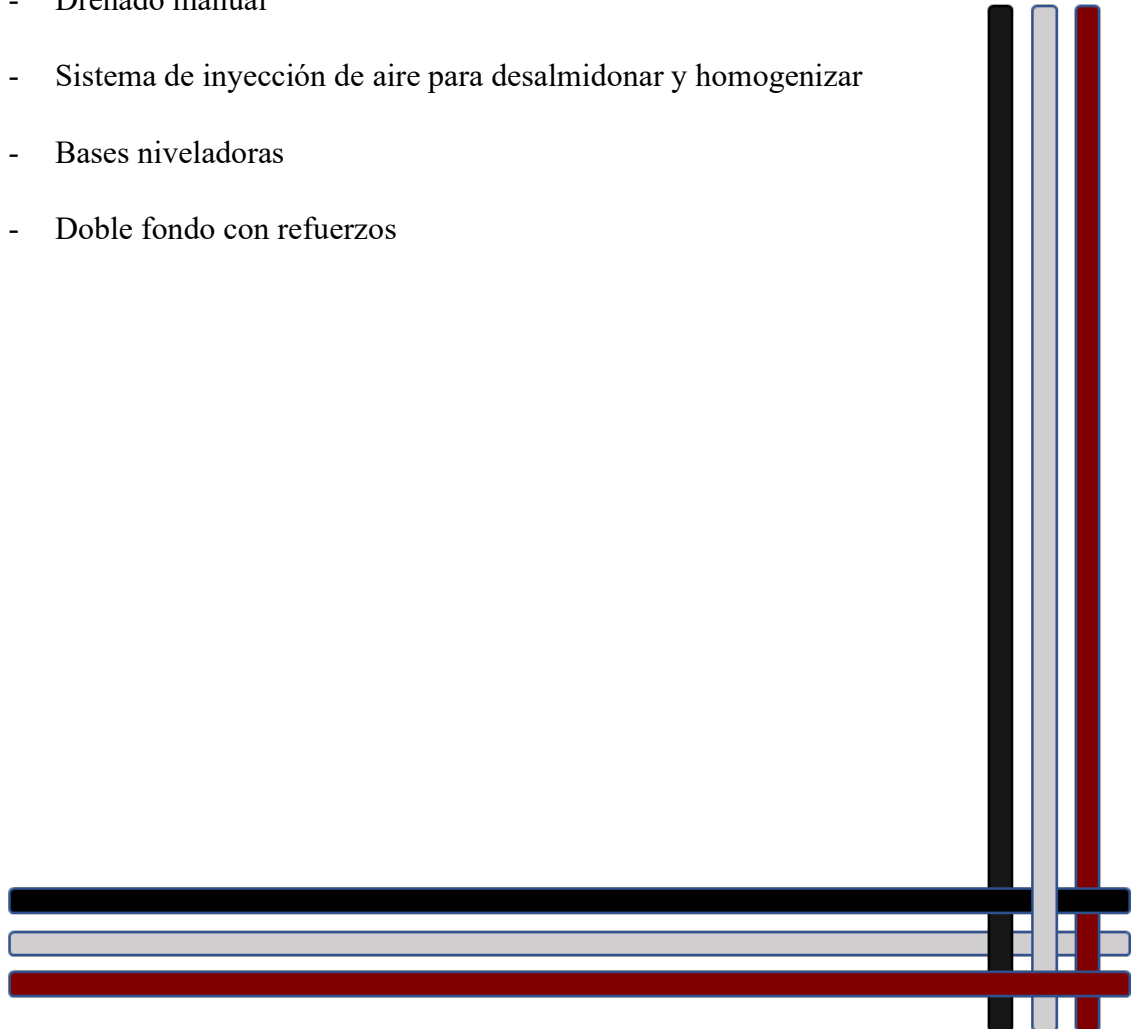 - Drenado manual
- Sistema de inyección de aire para desalmidonar y homogenizar
- Bases niveladoras
- Doble fondo con refuerzos